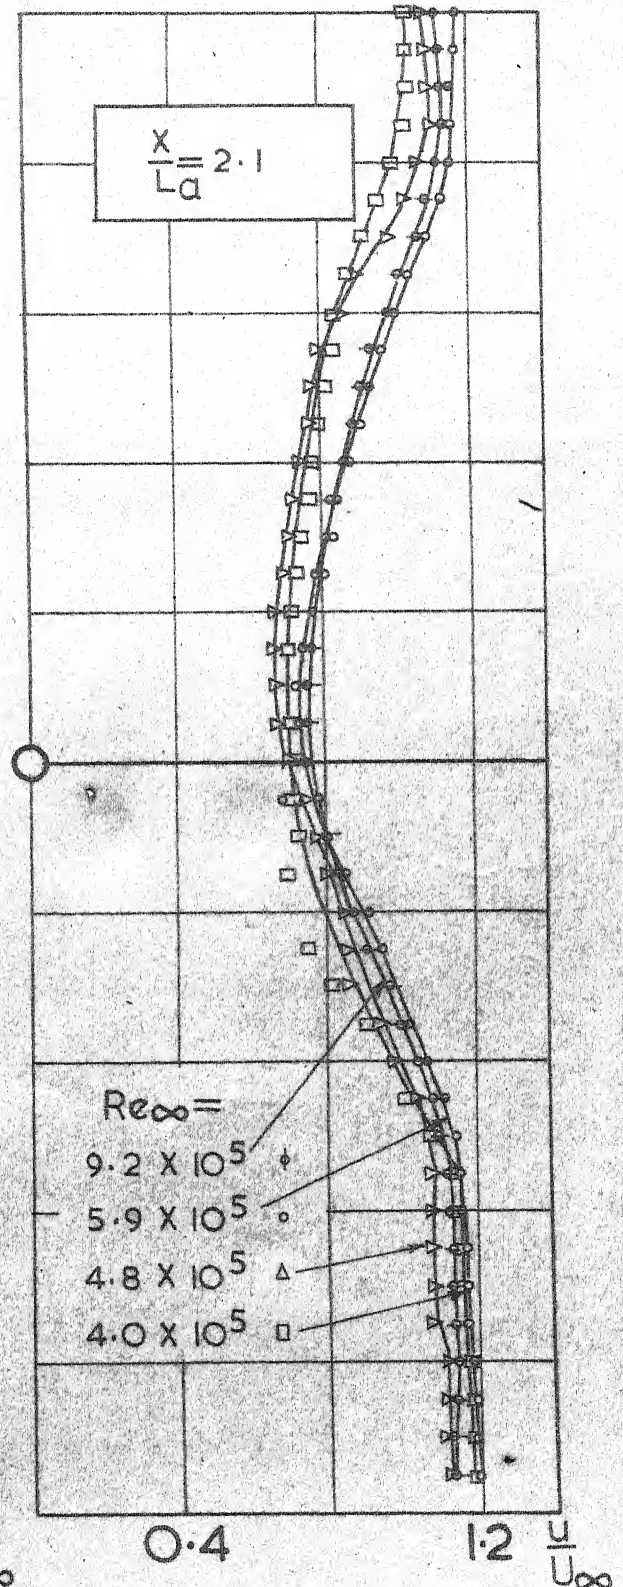 X/La = 2·1
Re∞ =
9·2 X 10⁵
5·9 X 10⁵
4·8 X 10⁵ △
4·0 X 10⁵ □
0·4 1·2 u/U∞
∞